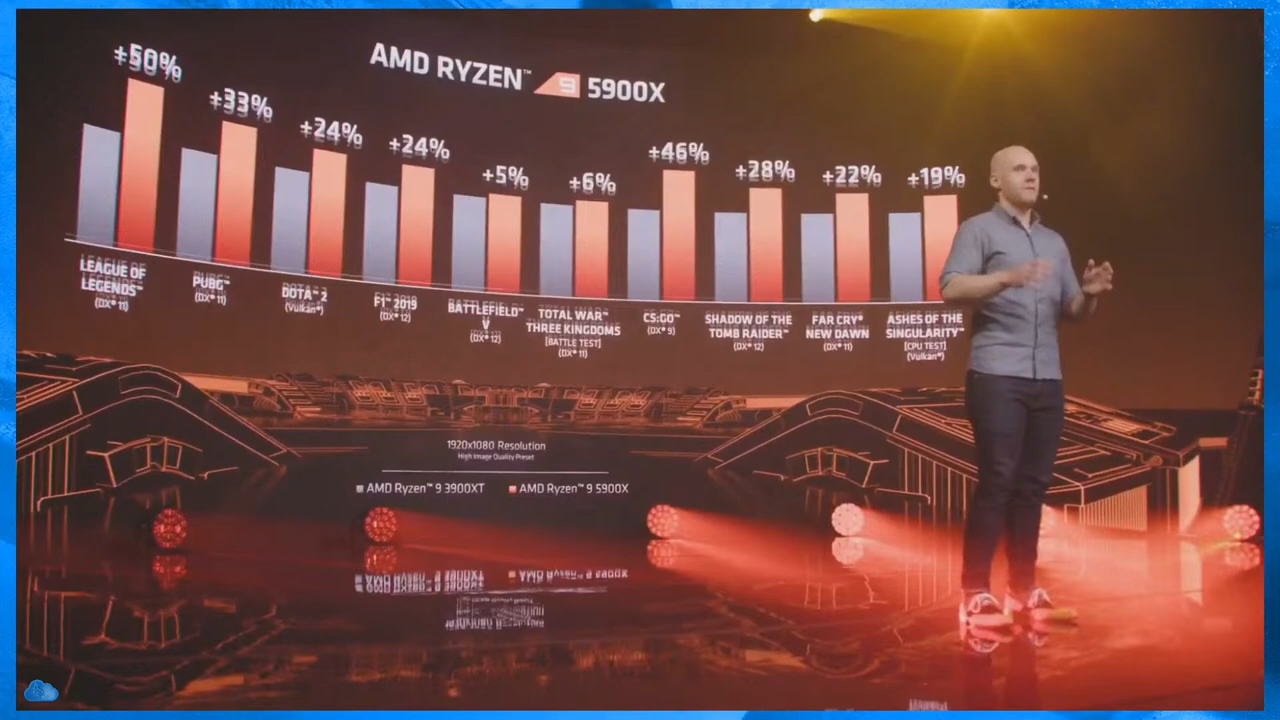 AMD RYZEN™ 9 5900X
+50%
+33%
+24%
+24%
+5%
+6%
+46%
+28%
+22%
+19%
LEAGUE OF
LEGENDS™
(DX® 11)
PUBG™
(DX® 11)
DOTA™ 2
(Vulkan®)
F1™ 2019
(DX® 12)
BATTLEFIELD™
V
(DX® 12)
TOTAL WAR™
THREE KINGDOMS
[BATTLE TEST]
(DX® 11)
CS:GO™
(DX® 9)
SHADOW OF THE
TOMB RAIDER™
(DX® 12)
FAR CRY®
NEW DAWN
(DX® 11)
ASHES OF THE
SINGULARITY™
[CPU TEST]
(Vulkan®)
1920x1080 Resolution
High Image Quality Preset
AMD Ryzen™ 9 3900XT
AMD Ryzen™ 9 5900X